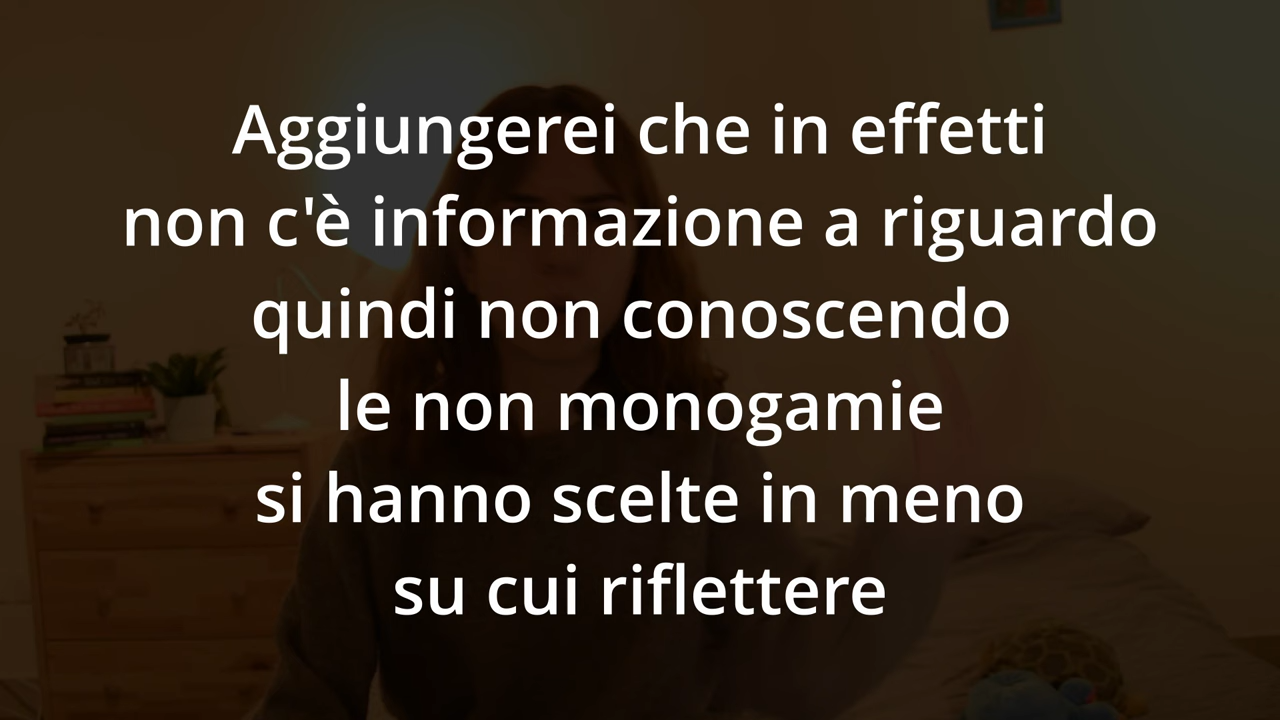 Aggiungerei che in effetti
non c'è informazione a riguardo
quindi non conoscendo
le non monogamie
si hanno scelte in meno
su cui riflettere